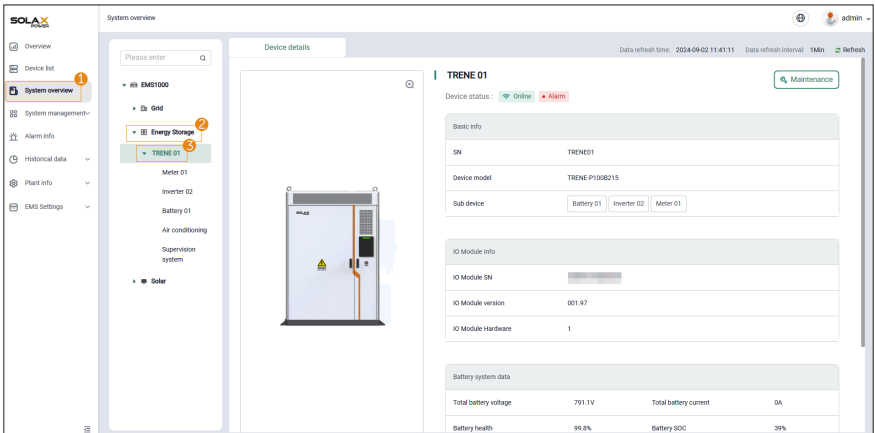 SOLAX
POWER
System overview
admin
Overview
Device list
System overview
1
System management
Alarm info
Historical data
Plant info
EMS Settings
Please enter
EMS1000
Grid
Energy Storage
2
TRENE 01
3
Meter 01
Inverter 02
Battery 01
Air conditioning
Supervision
system
Solar
Device details
Data refresh time: 2024-09-02 11:41:11 Data refresh interval: 1Min Refresh
TRENE 01
Maintenance
Device status : Online Alarm
Basic info
SN TRENE01
Device model TRENE-P100B215
Sub device Battery 01 Inverter 02 Meter 01
IO Module Info
IO Module SN
IO Module version 001.97
IO Module Hardware 1
Battery system data
Total battery voltage 791.1V Total battery current 0A
Battery health 99.8% Battery SOC 39%
SOLAX